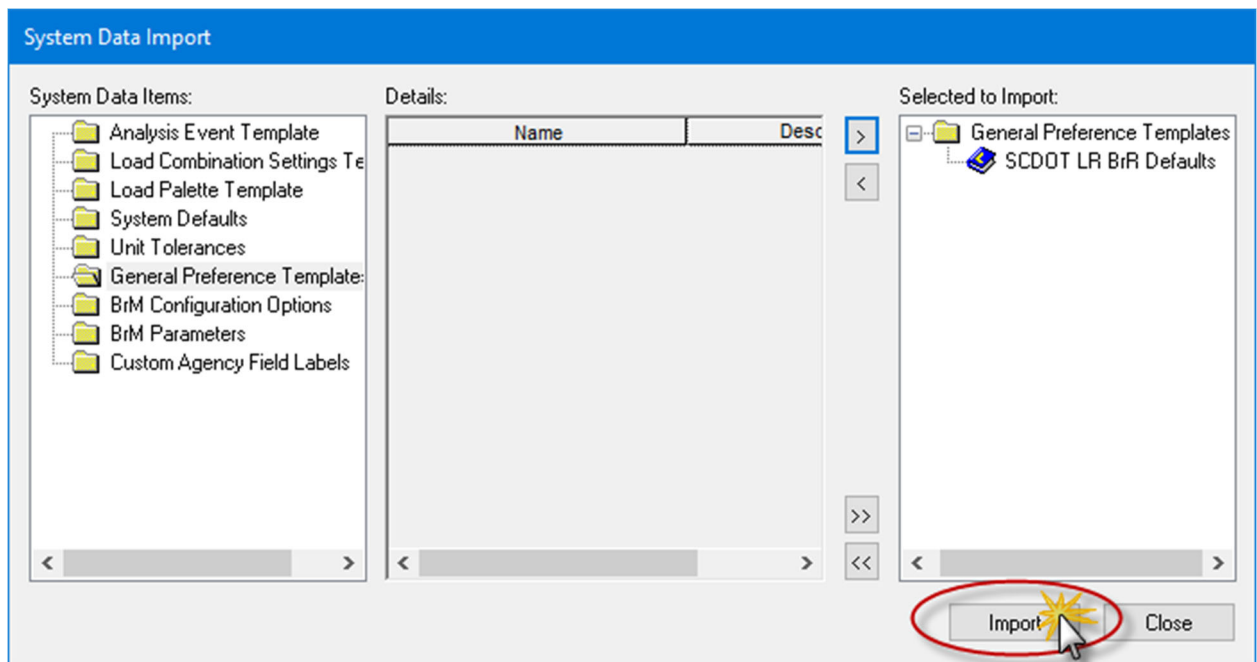 System Data Import
System Data Items:
Analysis Event Template
Load Combination Settings Te
Load Palette Template
System Defaults
Unit Tolerances
General Preference Template
BrM Configuration Options
BrM Parameters
Custom Agency Field Labels
Details:
Name Desc
>
<
>>
<<
Selected to Import:
General Preference Templates
SCDOT LR BrR Defaults
Import
Close